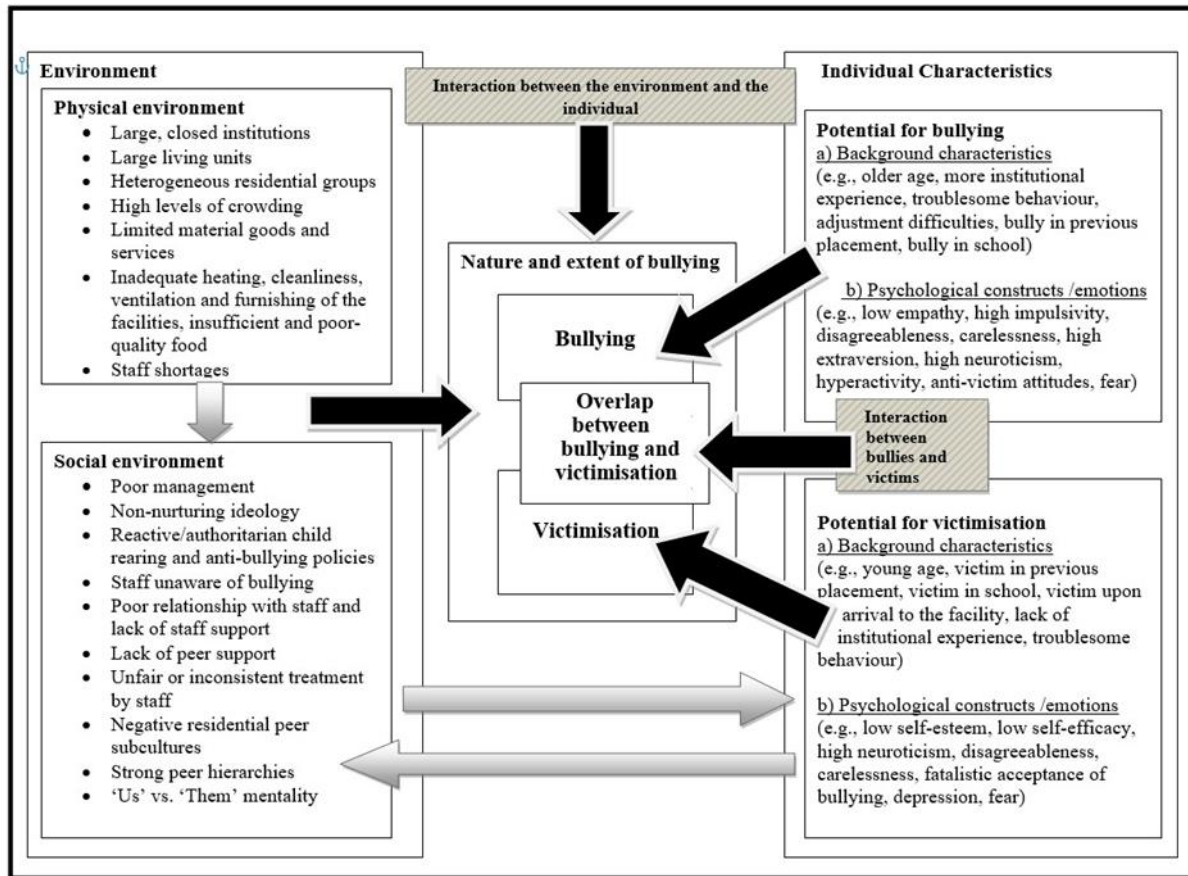 Environment
Physical environment
• Large, closed institutions
• Large living units
• Heterogeneous residential groups
• High levels of crowding
• Limited material goods and
services
• Inadequate heating, cleanliness,
ventilation and furnishing of the
facilities, insufficient and poor-
quality food
• Staff shortages
Social environment
• Poor management
• Non-nurturing ideology
• Reactive/authoritarian child
rearing and anti-bullying policies
• Staff unaware of bullying
• Poor relationship with staff and
lack of staff support
• Lack of peer support
• Unfair or inconsistent treatment
by staff
• Negative residential peer
subcultures
• Strong peer hierarchies
• ‘Us’ vs. ‘Them’ mentality
Interaction between the environment and the
individual
Nature and extent of bullying
Bullying
Overlap
between
bullying and
victimisation
Victimisation
Individual Characteristics
Potential for bullying
a) Background characteristics
(e.g., older age, more institutional
experience, troublesome behaviour,
adjustment difficulties, bully in previous
placement, bully in school)
b) Psychological constructs /emotions
(e.g., low empathy, high impulsivity,
disagreeableness, carelessness, high
extraversion, high neuroticism,
hyperactivity, anti-victim attitudes, fear)
Interaction
between
bullies and
victims
Potential for victimisation
a) Background characteristics
(e.g., young age, victim in previous
placement, victim in school, victim upon
arrival to the facility, lack of
institutional experience, troublesome
behaviour)
b) Psychological constructs /emotions
(e.g., low self-esteem, low self-efficacy,
high neuroticism, disagreeableness,
carelessness, fatalistic acceptance of
bullying, depression, fear)